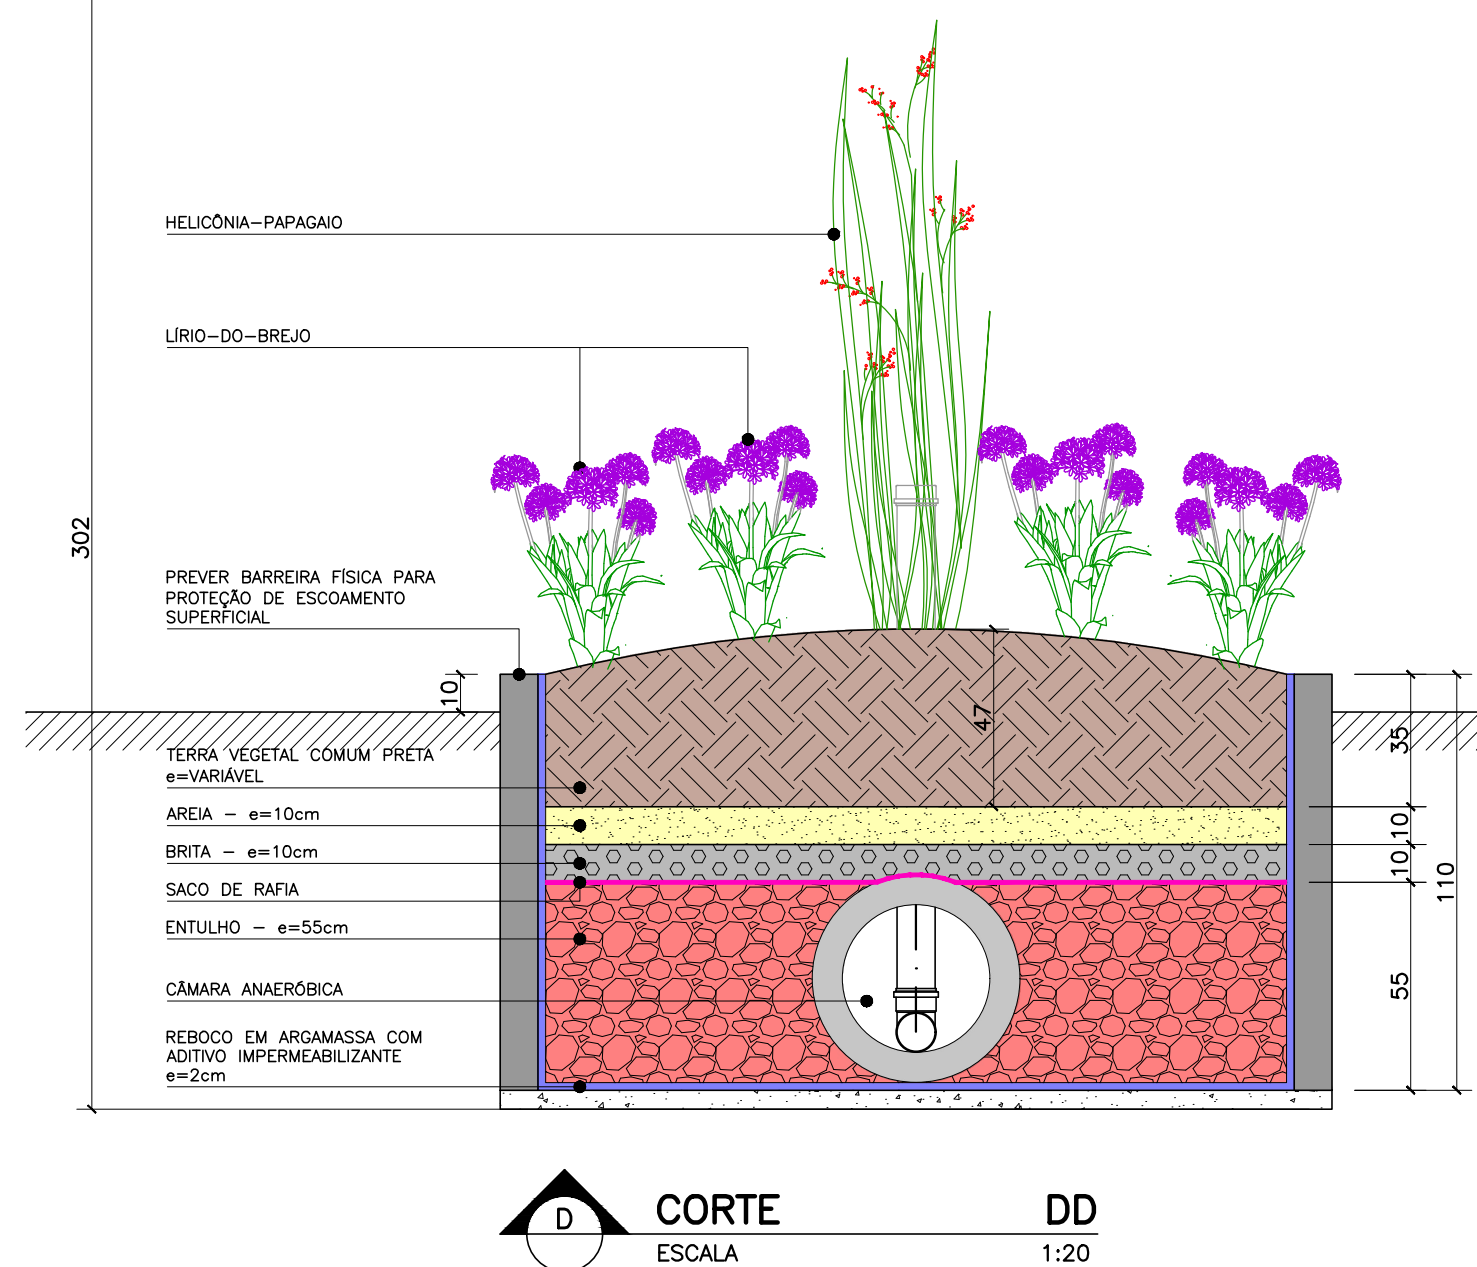 HELICÔNIA-PAPAGAIO
LÍRIO-DO-BREJO
302
PREVER BARREIRA FÍSICA PARA
PROTEÇÃO DE ESCOAMENTO
SUPERFICIAL
10
47
35
TERRA VEGETAL COMUM PRETA
e=VARIÁVEL
AREIA - e=10cm
10
BRITA - e=10cm
10
110
SACO DE RAFIA
ENTULHO - e=55cm
CÂMARA ANAERÓBICA
55
REBOCO EM ARGAMASSA COM
ADITIVO IMPERMEABILIZANTE
e=2cm
D
CORTE DD
ESCALA 1:20